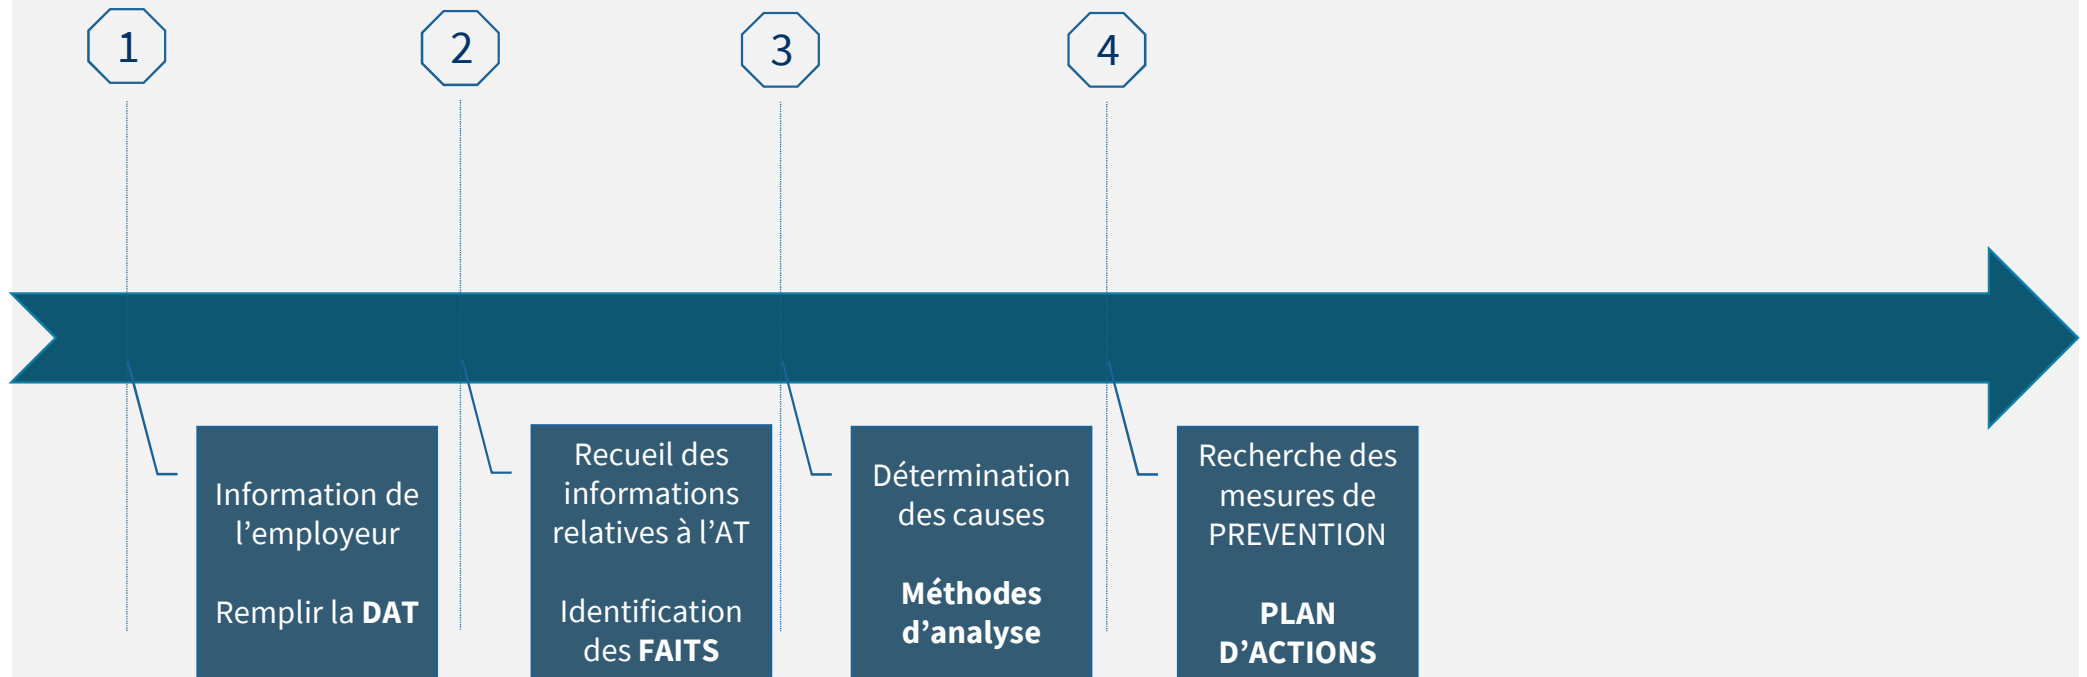 1
2
3
4
Information de
l’employeur
Remplir la DAT
Recueil des
informations
relatives à l’AT
Identification
des FAITS
Détermination
des causes
Méthodes
d’analyse
Recherche des
mesures de
PREVENTION
PLAN
D’ACTIONS